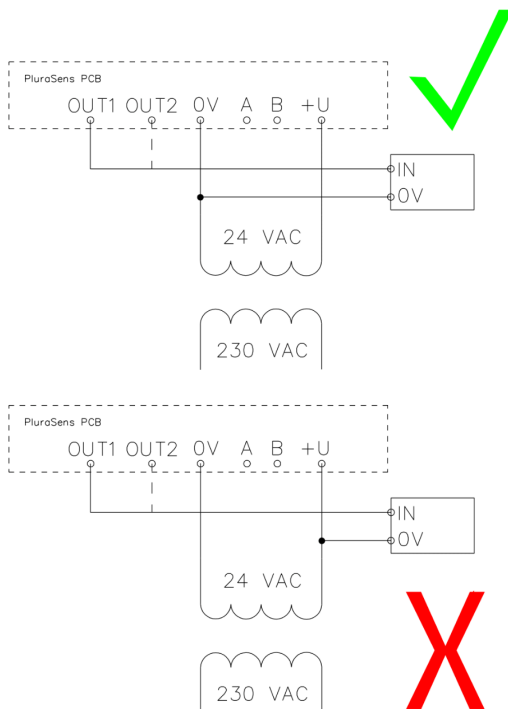 PluraSens PCB
OUT1 OUT2 0V A B +U
IN
0V
24 VAC
230 VAC
PluraSens PCB
OUT1 OUT2 0V A B +U
IN
0V
24 VAC
230 VAC